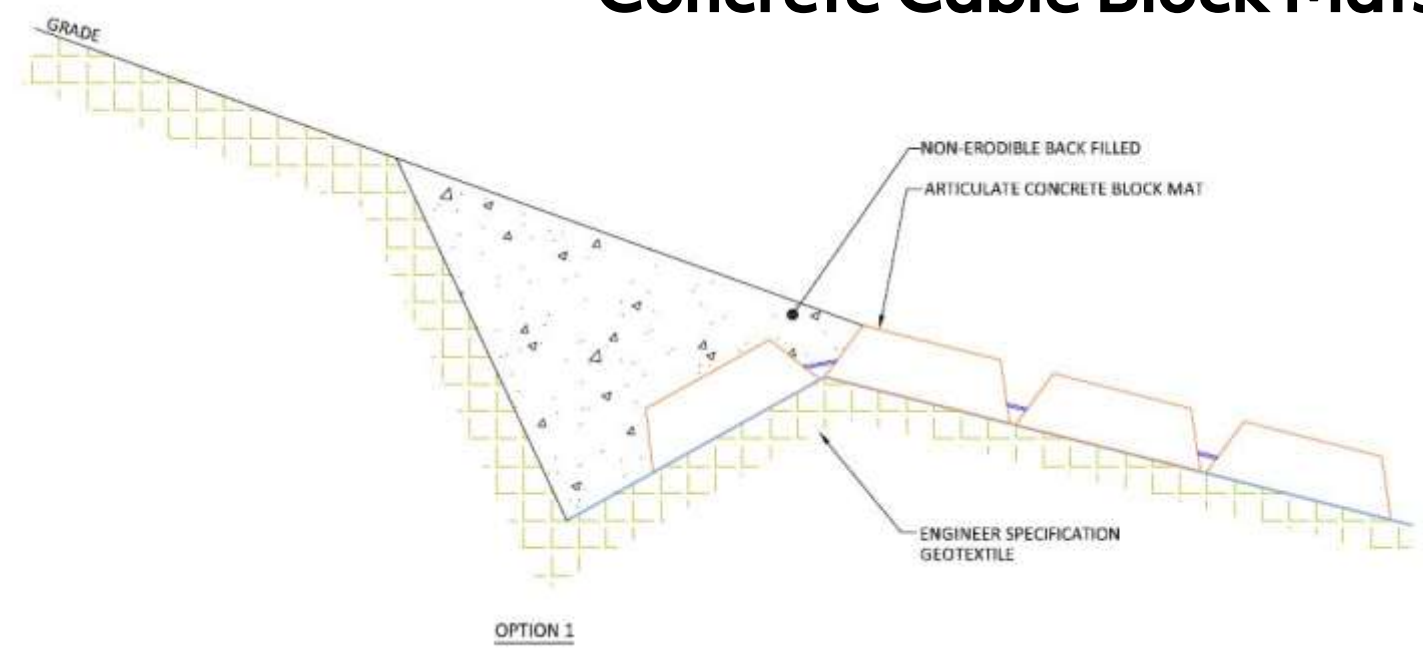 Concrete Cable Block Mats
GRADE
NON-ERODIBLE BACK FILLED
ARTICULATE CONCRETE BLOCK MAT
ENGINEER SPECIFICATION
GEOTEXTILE
OPTION 1